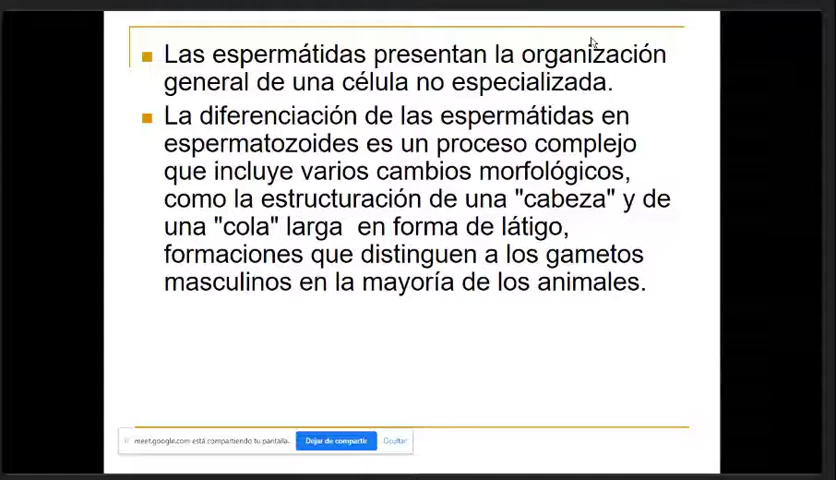 Las espermátidas presentan la organización
general de una célula no especializada.
La diferenciación de las espermátidas en
espermatozoides es un proceso complejo
que incluye varios cambios morfológicos,
como la estructuración de una "cabeza" y de
una "cola" larga en forma de látigo,
formaciones que distinguen a los gametos
masculinos en la mayoría de los animales.
meet.google.com está compartiendo tu pantalla.
Dejar de compartir
Ocultar